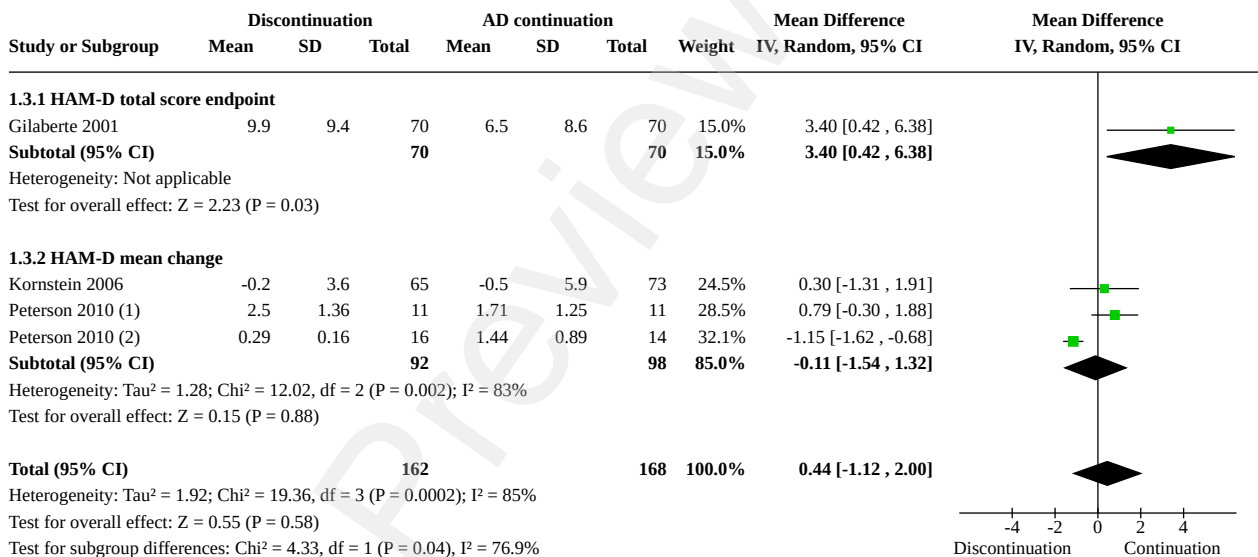 Discontinuation AD continuation Mean Difference Mean Difference
Study or Subgroup Mean SD Total Mean SD Total Weight IV, Random, 95% CI IV, Random, 95% CI
1.3.1 HAM-D total score endpoint
Gilaberte 2001 9.9 9.4 70 6.5 8.6 70 15.0% 3.40 [0.42 , 6.38]
Subtotal (95% CI) 70 70 15.0% 3.40 [0.42 , 6.38]
Heterogeneity: Not applicable
Test for overall effect: Z = 2.23 (P = 0.03)
1.3.2 HAM-D mean change
Kornstein 2006 -0.2 3.6 65 -0.5 5.9 73 24.5% 0.30 [-1.31 , 1.91]
Peterson 2010 (1) 2.5 1.36 11 1.71 1.25 11 28.5% 0.79 [-0.30 , 1.88]
Peterson 2010 (2) 0.29 0.16 16 1.44 0.89 14 32.1% -1.15 [-1.62 , -0.68]
Subtotal (95% CI) 92 98 85.0% -0.11 [-1.54 , 1.32]
Heterogeneity: Tau² = 1.28; Chi² = 12.02, df = 2 (P = 0.002); I² = 83%
Test for overall effect: Z = 0.15 (P = 0.88)
Total (95% CI) 162 168 100.0% 0.44 [-1.12 , 2.00]
Heterogeneity: Tau² = 1.92; Chi² = 19.36, df = 3 (P = 0.0002); I² = 85%
Test for overall effect: Z = 0.55 (P = 0.58)
Test for subgroup differences: Chi² = 4.33, df = 1 (P = 0.04), I² = 76.9%
-4 -2 0 2 4
Discontinuation Continuation
Preview